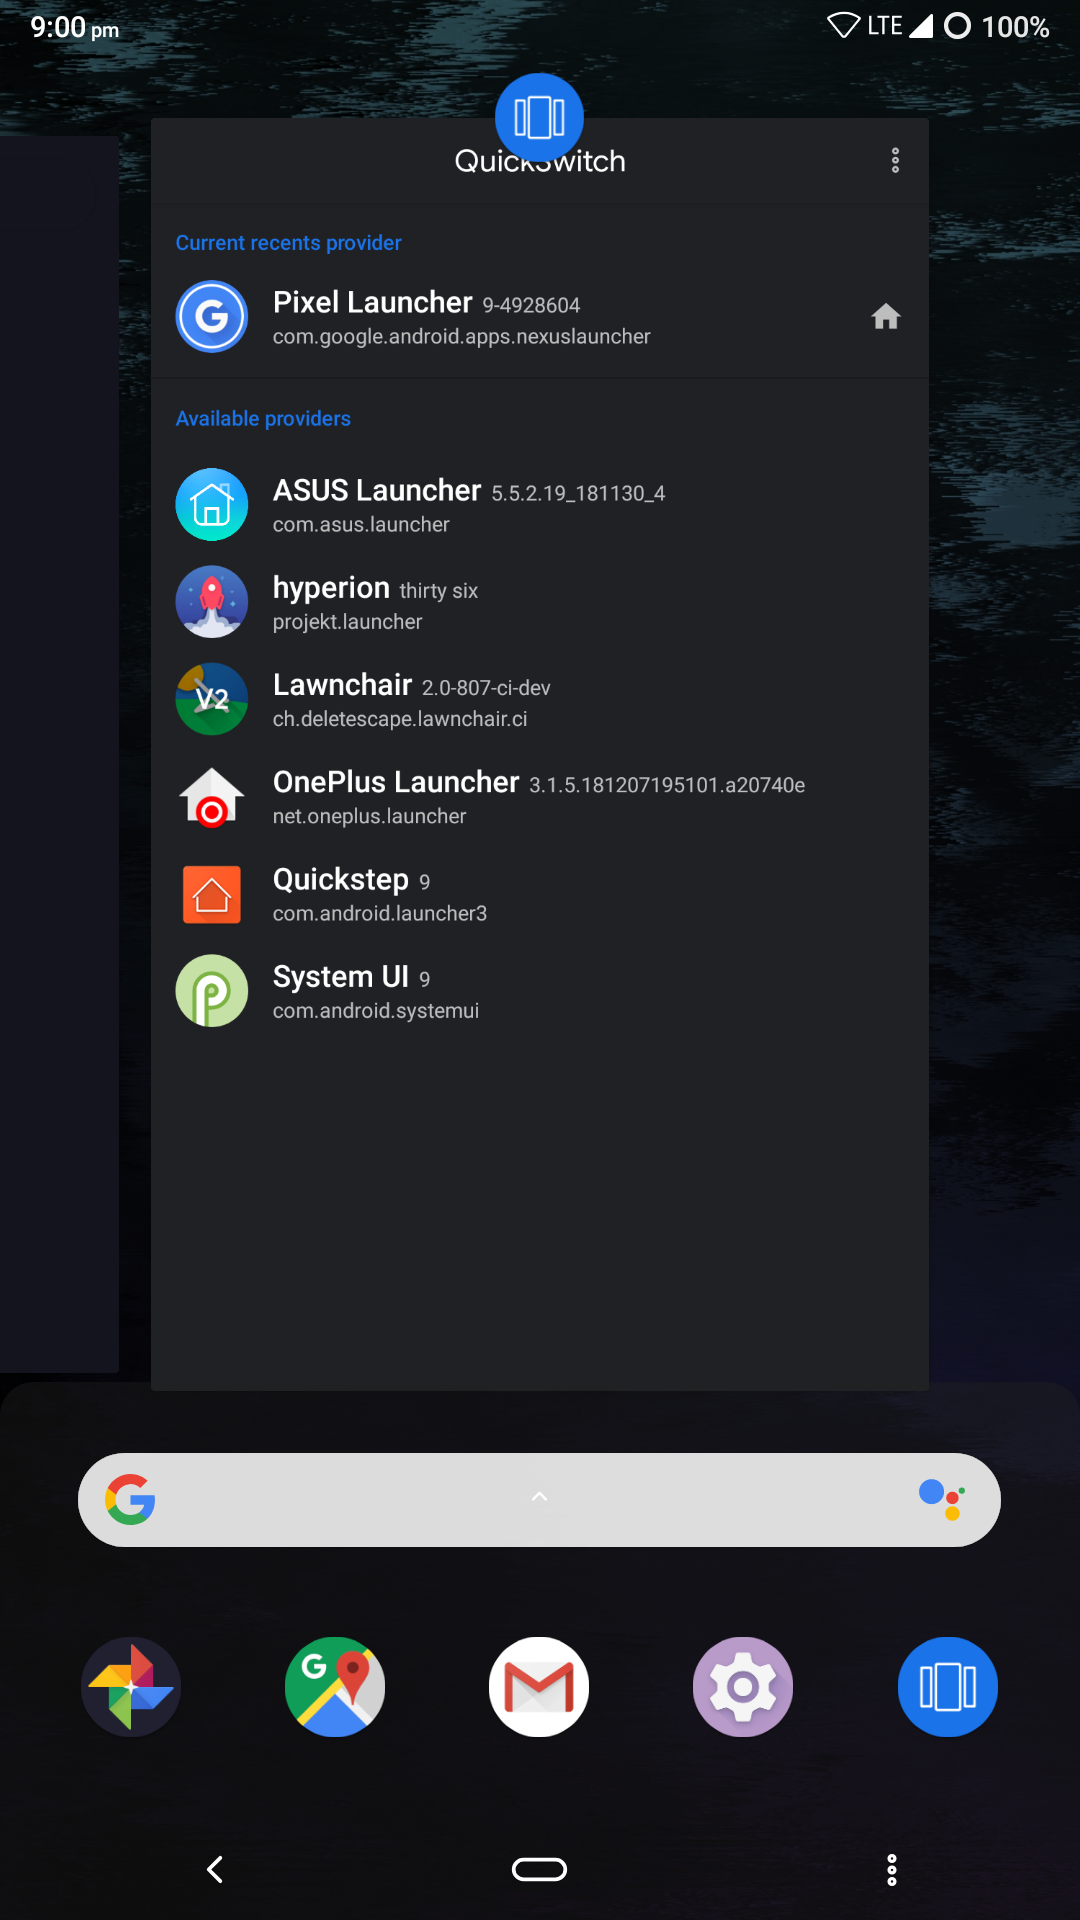 9:00 pm
LTE 100%
QuickSwitch
Current recents provider
Pixel Launcher 9-4928604
com.google.android.apps.nexuslauncher
Available providers
ASUS Launcher 5.5.2.19_181130_4
com.asus.launcher
hyperion thirty six
projekt.launcher
V2
Lawnchair 2.0-807-ci-dev
ch.deletescape.lawnchair.ci
OnePlus Launcher 3.1.5.181207195101.a20740e
net.oneplus.launcher
Quickstep 9
com.android.launcher3
System UI 9
com.android.systemui